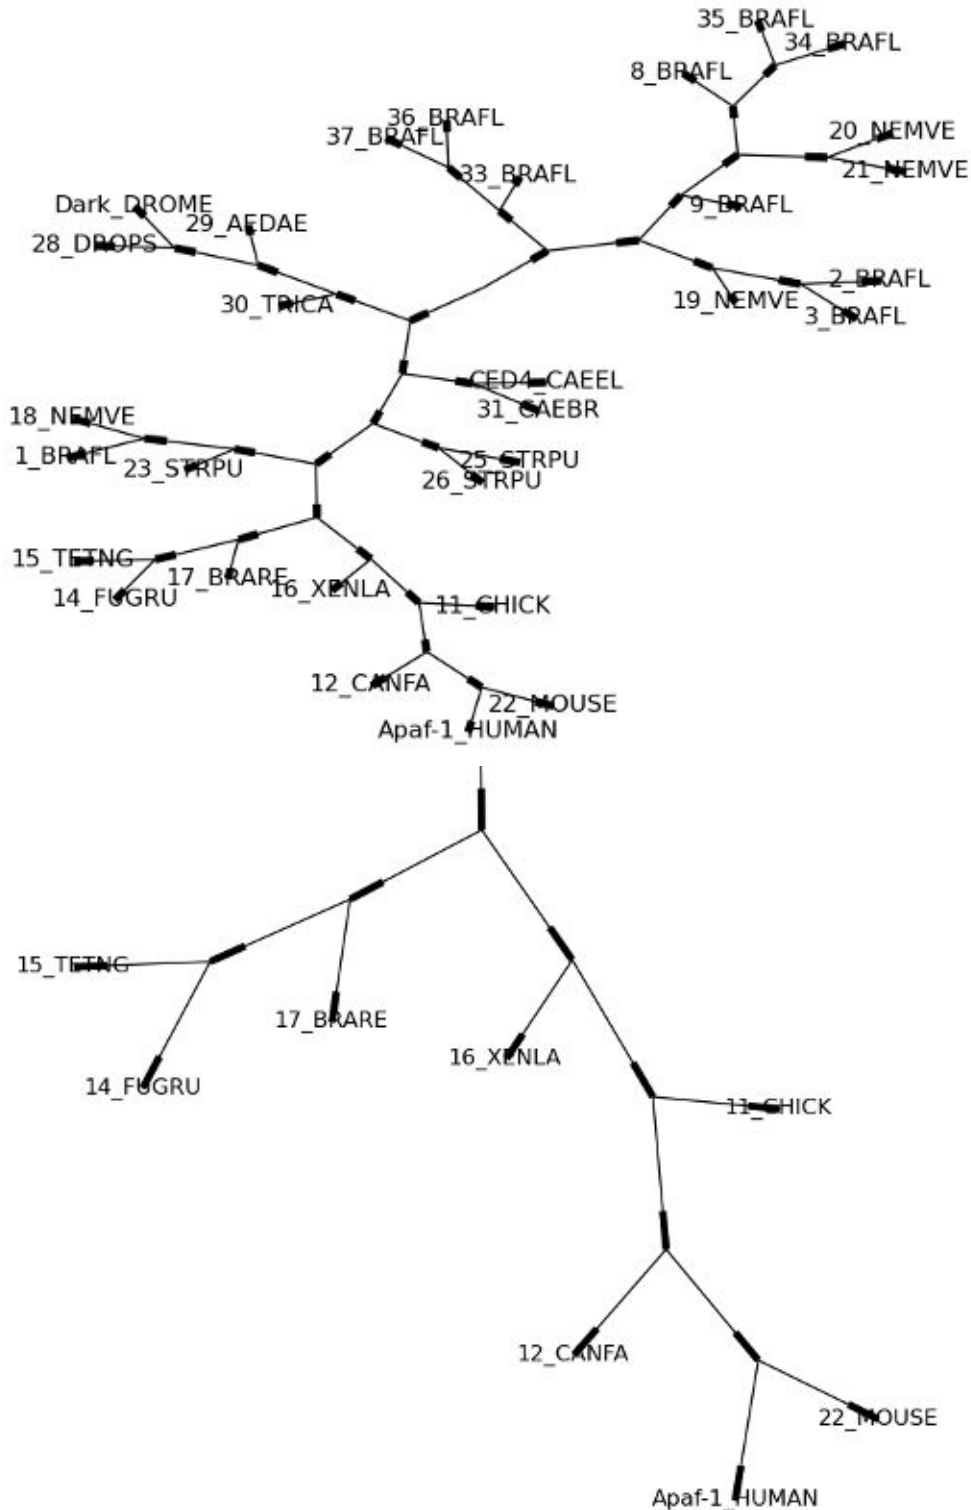 35_BRAFL
34_BRAFL
8_BRAFL
36_BRAFL
37_BRAFL
20_NEMVE
21_NEMVE
33_BRAFL
9_BRAFL
Dark_DROME
29_AEDAE
28_DROPS
2_BRAFL
19_NEMVE
3_BRAFL
30_TRICA
CED4_CAEEL
31_CAEBR
18_NEMVE
1_BRAFL
23_STRPU
25_STRPU
26_STRPU
15_TETNG
17_BRARE
14_FUGRU
16_XENLA
11_CHICK
12_CANFA
22_MOUSE
Apaf-1_HUMAN
15_TETNG
17_BRARE
16_XENLA
14_FUGRU
11_CHICK
12_CANFA
22_MOUSE
Apaf-1_HUMAN